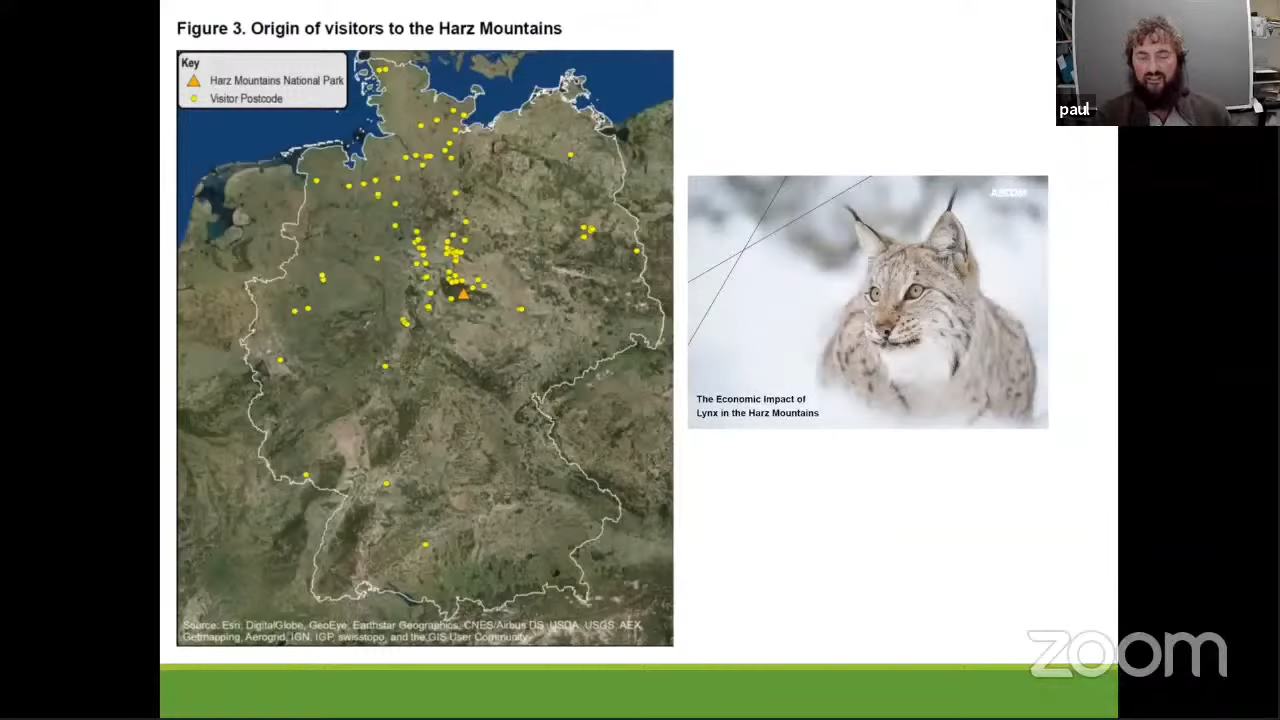 Figure 3. Origin of visitors to the Harz Mountains
Key
Harz Mountains National Park
Visitor Postcode
Source: Esri, DigitalGlobe, GeoEye, Earthstar Geographics, CNES/Airbus DS, USDA, USGS, AEX,
Getmapping, Aerogrid, IGN, IGP, swisstopo, and the GIS User Community
AECOM
The Economic Impact of
Lynx in the Harz Mountains
paul
zoom